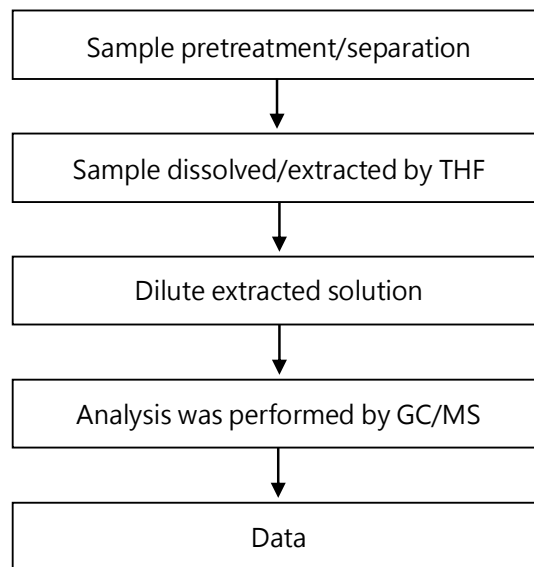 Sample pretreatment/separation
Sample dissolved/extracted by THF
Dilute extracted solution
Analysis was performed by GC/MS
Data